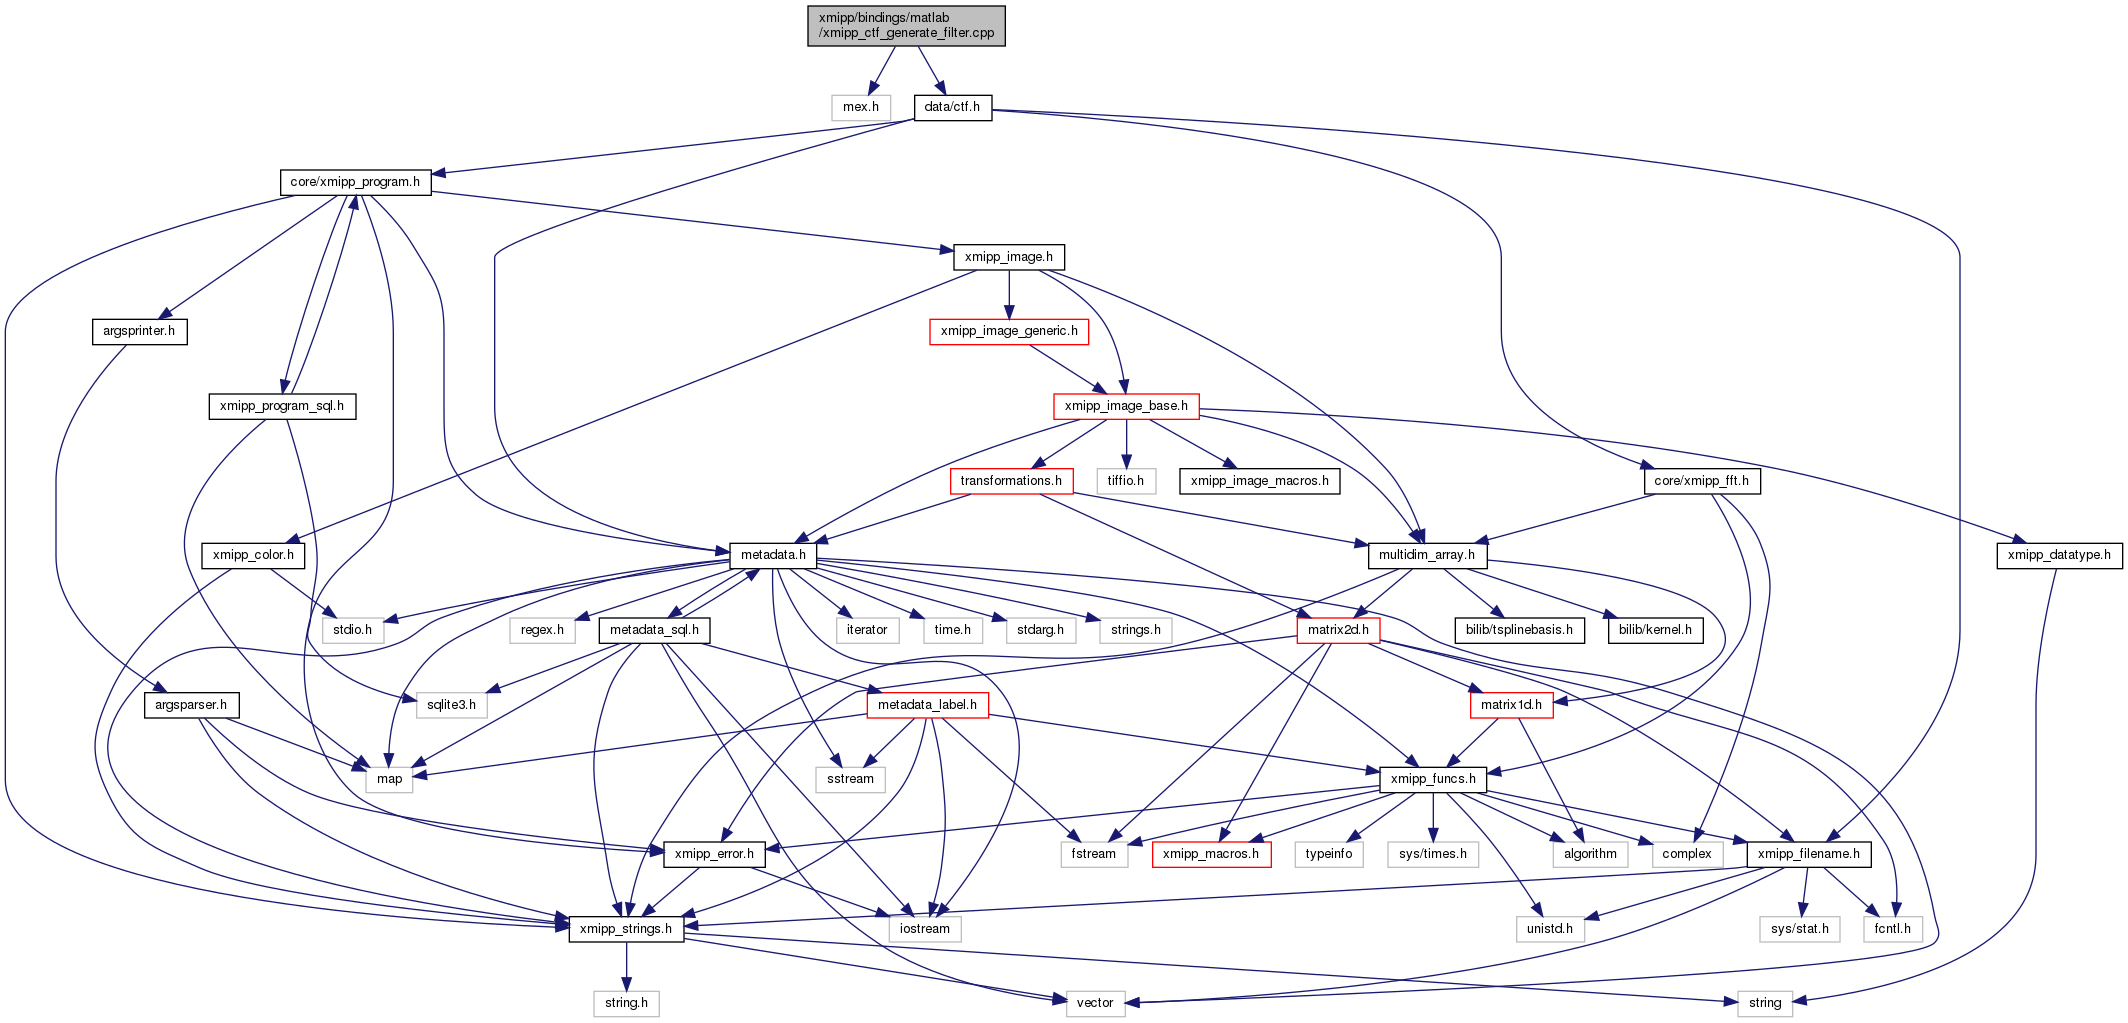 xmipp/bindings/matlab
/xmipp_ctf_generate_filter.cpp
mex.h
data/ctf.h
core/xmipp_program.h
xmipp_image.h
argsprinter.h
xmipp_image_generic.h
xmipp_program_sql.h
xmipp_image_base.h
transformations.h
tiffio.h
xmipp_image_macros.h
core/xmipp_fft.h
xmipp_color.h
metadata.h
multidim_array.h
xmipp_datatype.h
stdio.h
regex.h
metadata_sql.h
iterator
time.h
stdarg.h
strings.h
matrix2d.h
bilib/tsplinebasis.h
bilib/kernel.h
argsparser.h
sqlite3.h
metadata_label.h
matrix1d.h
map
sstream
xmipp_funcs.h
xmipp_error.h
fstream
xmipp_macros.h
typeinfo
sys/times.h
algorithm
complex
xmipp_filename.h
xmipp_strings.h
iostream
unistd.h
sys/stat.h
fcntl.h
string.h
vector
string